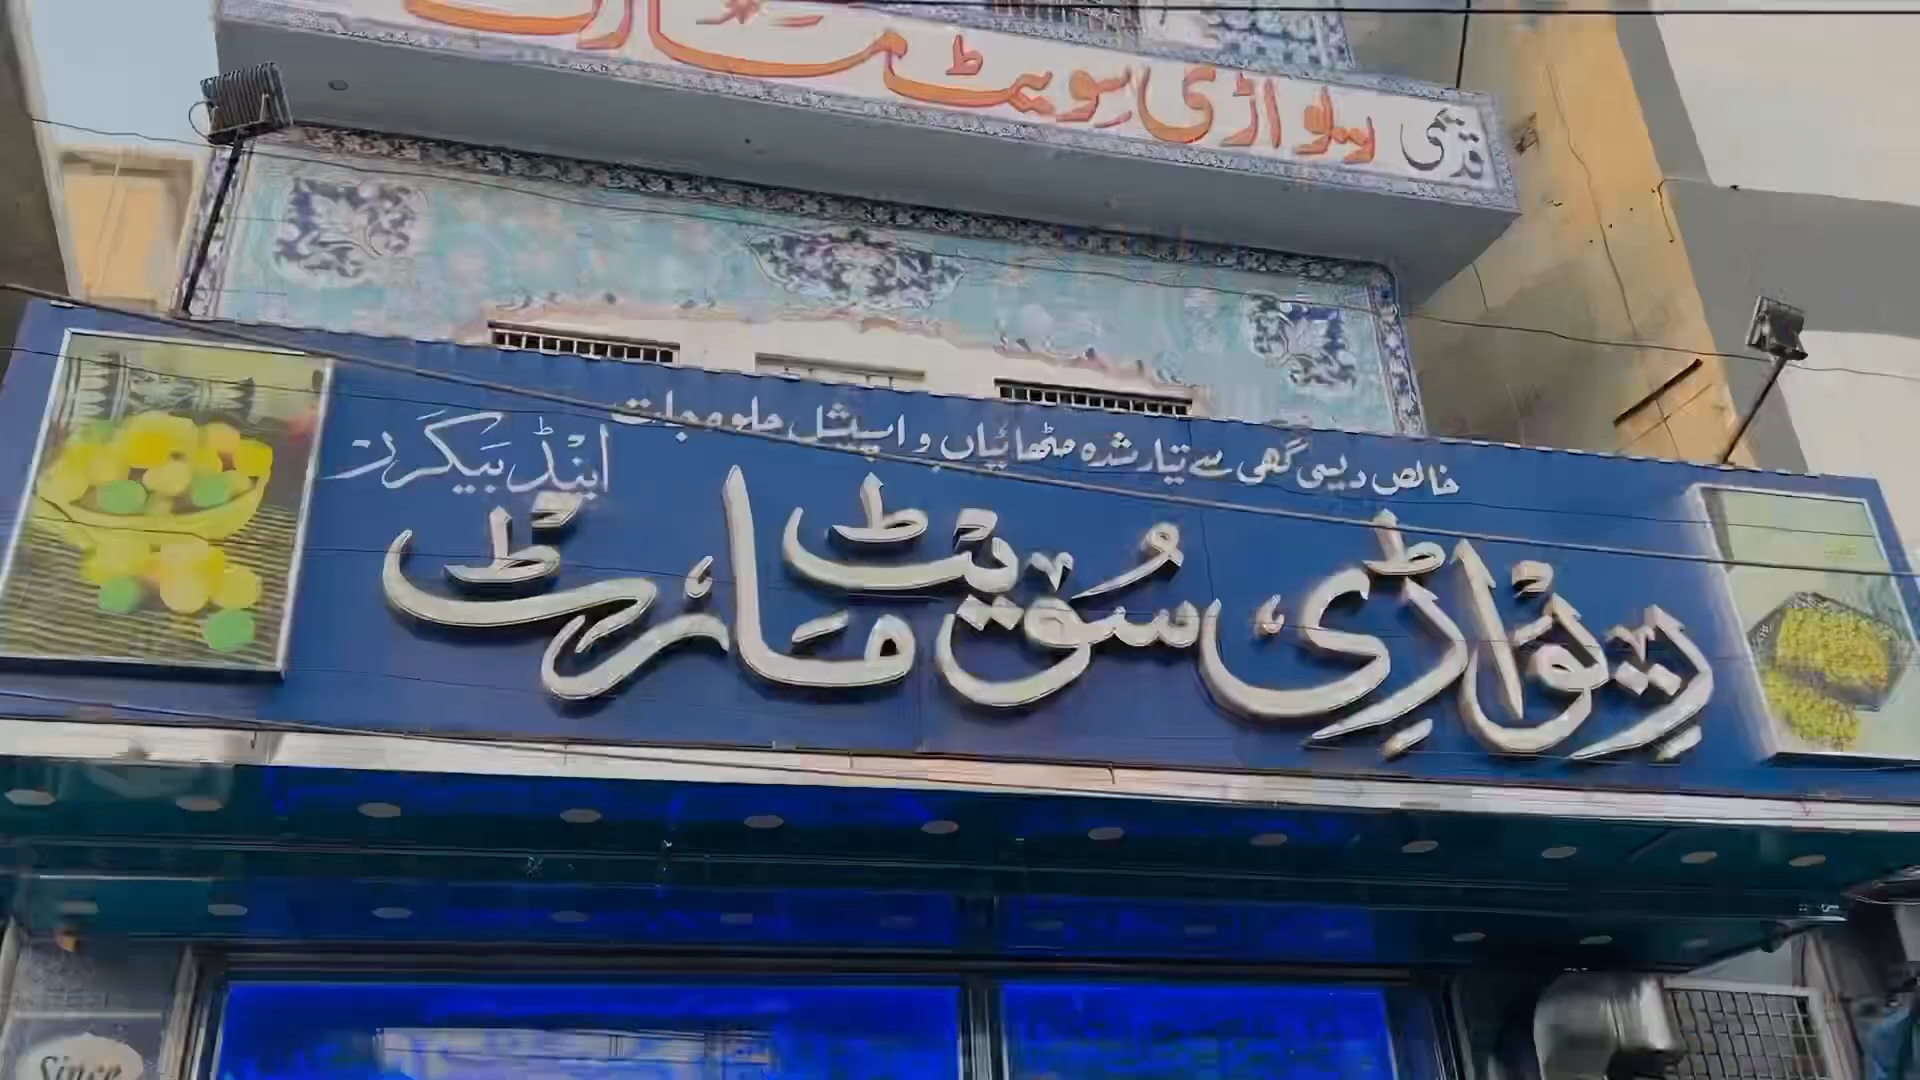 قدیمی ریواڑی سویٹ مارٹ
خالص دیسی گھی سے تیار شدہ مٹھائیاں و اسپیشل حلوہ جات
اینڈ بیکرز
ریواڑی سویٹ مارٹ
Since